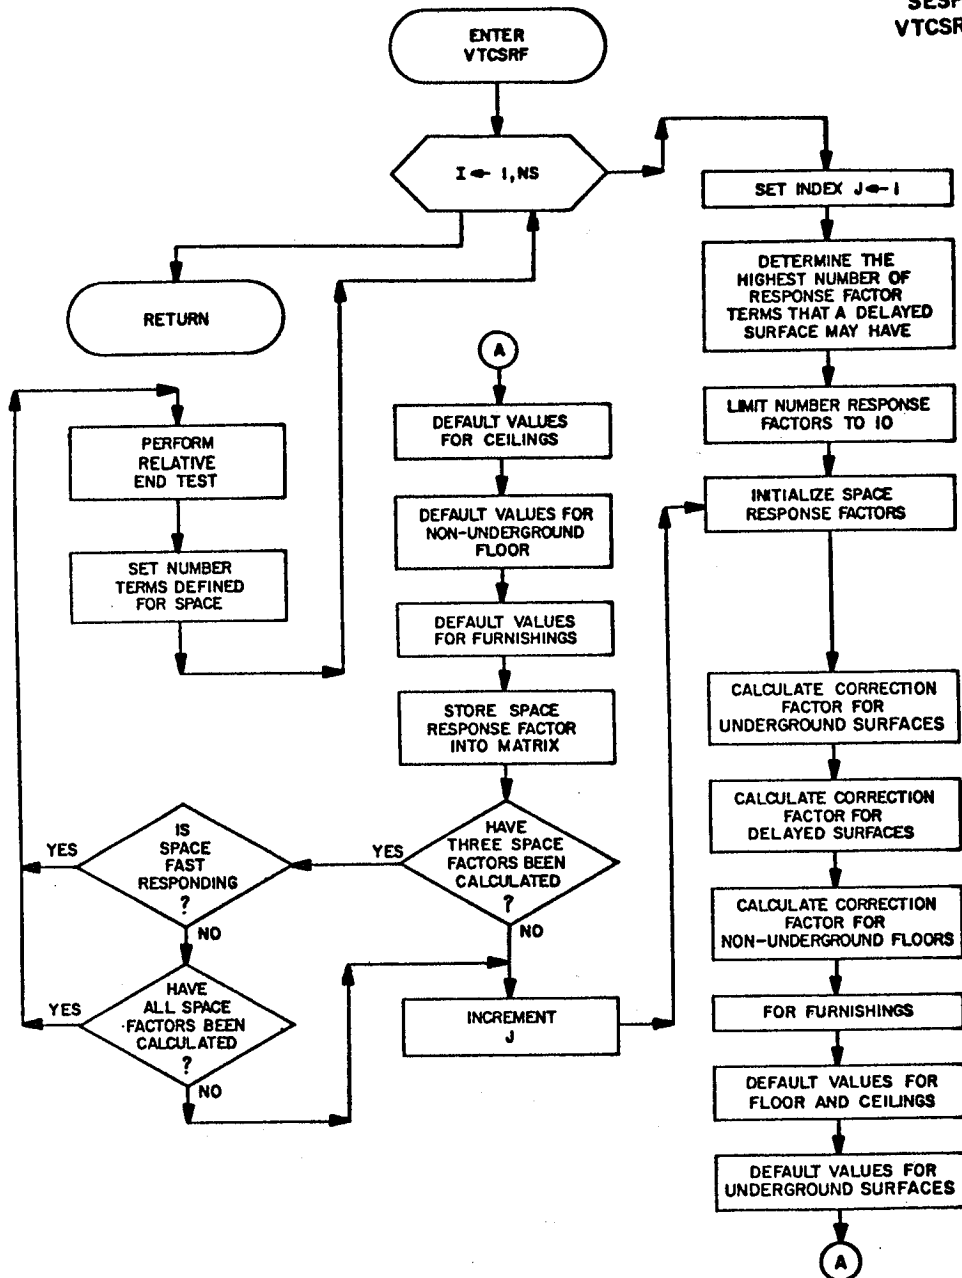 SESP
VTCSRF
ENTER
VTCSRF
I ← 1,NS
RETURN
SET INDEX J ← 1
DETERMINE THE
HIGHEST NUMBER OF
RESPONSE FACTOR
TERMS THAT A DELAYED
SURFACE MAY HAVE
LIMIT NUMBER RESPONSE
FACTORS TO 10
INITIALIZE SPACE
RESPONSE FACTORS
CALCULATE CORRECTION
FACTOR FOR
UNDERGROUND SURFACES
CALCULATE CORRECTION
FACTOR FOR
DELAYED SURFACES
CALCULATE CORRECTION
FACTOR FOR
NON-UNDERGROUND FLOORS
FOR FURNISHINGS
DEFAULT VALUES FOR
FLOOR AND CEILINGS
DEFAULT VALUES FOR
UNDERGROUND SURFACES
A
A
DEFAULT VALUES
FOR CEILINGS
DEFAULT VALUES FOR
NON-UNDERGROUND
FLOOR
DEFAULT VALUES
FOR FURNISHINGS
STORE SPACE
RESPONSE FACTOR
INTO MATRIX
HAVE
THREE SPACE
FACTORS BEEN
CALCULATED
?
YES
NO
INCREMENT
J
IS
SPACE
FAST
RESPONDING
?
YES
NO
HAVE
ALL SPACE
FACTORS BEEN
CALCULATED
?
YES
NO
PERFORM
RELATIVE
END TEST
SET NUMBER
TERMS DEFINED
FOR SPACE